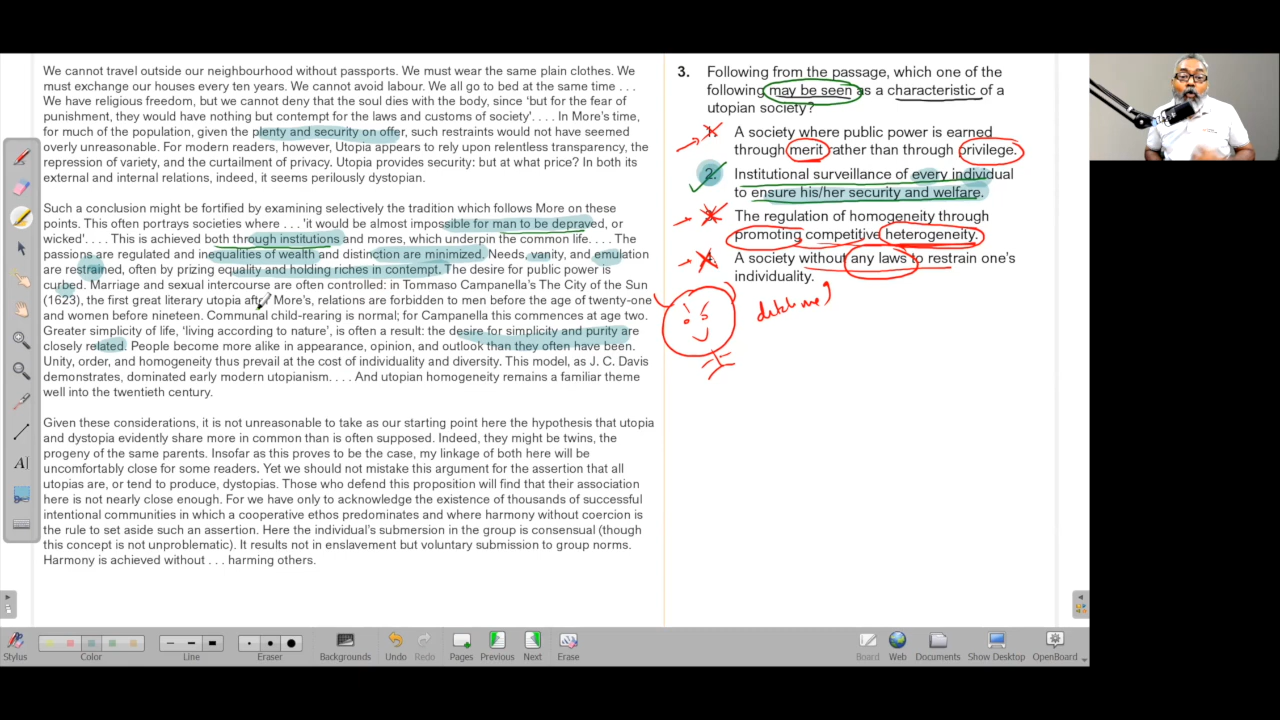 We cannot travel outside our neighbourhood without passports. We must wear the same plain clothes. We
must exchange our houses every ten years. We cannot avoid labour. We all go to bed at the same time . . .
We have religious freedom, but we cannot deny that the soul dies with the body, since ‘but for the fear of
punishment, they would have nothing but contempt for the laws and customs of society’. . . . In More’s time,
for much of the population, given the plenty and security on offer, such restraints would not have seemed
overly unreasonable. For modern readers, however, Utopia appears to rely upon relentless transparency, the
repression of variety, and the curtailment of privacy. Utopia provides security: but at what price? In both its
external and internal relations, indeed, it seems perilously dystopian.
Such a conclusion might be fortified by examining selectively the tradition which follows More on these
points. This often portrays societies where . . . ‘it would be almost impossible for man to be depraved, or
wicked’. . . . This is achieved both through institutions and mores, which underpin the common life. . . . The
passions are regulated and inequalities of wealth and distinction are minimized. Needs, vanity, and emulation
are restrained, often by prizing equality and holding riches in contempt. The desire for public power is
curbed. Marriage and sexual intercourse are often controlled: in Tommaso Campanella’s The City of the Sun
(1623), the first great literary utopia after More’s, relations are forbidden to men before the age of twenty-one
and women before nineteen. Communal child-rearing is normal; for Campanella this commences at age two.
Greater simplicity of life, ‘living according to nature’, is often a result: the desire for simplicity and purity are
closely related. People become more alike in appearance, opinion, and outlook than they often have been.
Unity, order, and homogeneity thus prevail at the cost of individuality and diversity. This model, as J. C. Davis
demonstrates, dominated early modern utopianism. . . . And utopian homogeneity remains a familiar theme
well into the twentieth century.
Given these considerations, it is not unreasonable to take as our starting point here the hypothesis that utopia
and dystopia evidently share more in common than is often supposed. Indeed, they might be twins, the
progeny of the same parents. Insofar as this proves to be the case, my linkage of both here will be
uncomfortably close for some readers. Yet we should not mistake this argument for the assertion that all
utopias are, or tend to produce, dystopias. Those who defend this proposition will find that their association
here is not nearly close enough. For we have only to acknowledge the existence of thousands of successful
intentional communities in which a cooperative ethos predominates and where harmony without coercion is
the rule to set aside such an assertion. Here the individual’s submersion in the group is consensual (though
this concept is not unproblematic). It results not in enslavement but voluntary submission to group norms.
Harmony is achieved without . . . harming others.
3. Following from the passage, which one of the
following may be seen as a characteristic of a
utopian society?
A society where public power is earned
through merit rather than through privilege.
2. Institutional surveillance of every individual
to ensure his/her security and welfare.
The regulation of homogeneity through
promoting competitive heterogeneity.
A society without any laws to restrain one’s
individuality.
Stylus
Color
Line
Eraser
Backgrounds
Undo
Redo
Pages
Previous
Next
Erase
Board
Web
Documents
Show Desktop
OpenBoard